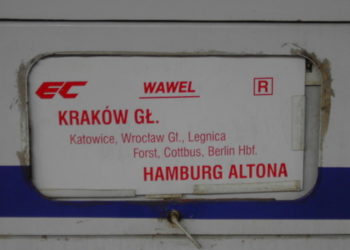 EC WAWEL R
KRAKÓW GŁ.
Katowice, Wrocław Gł., Legnica
Forst, Cottbus, Berlin Hbf.
HAMBURG ALTONA